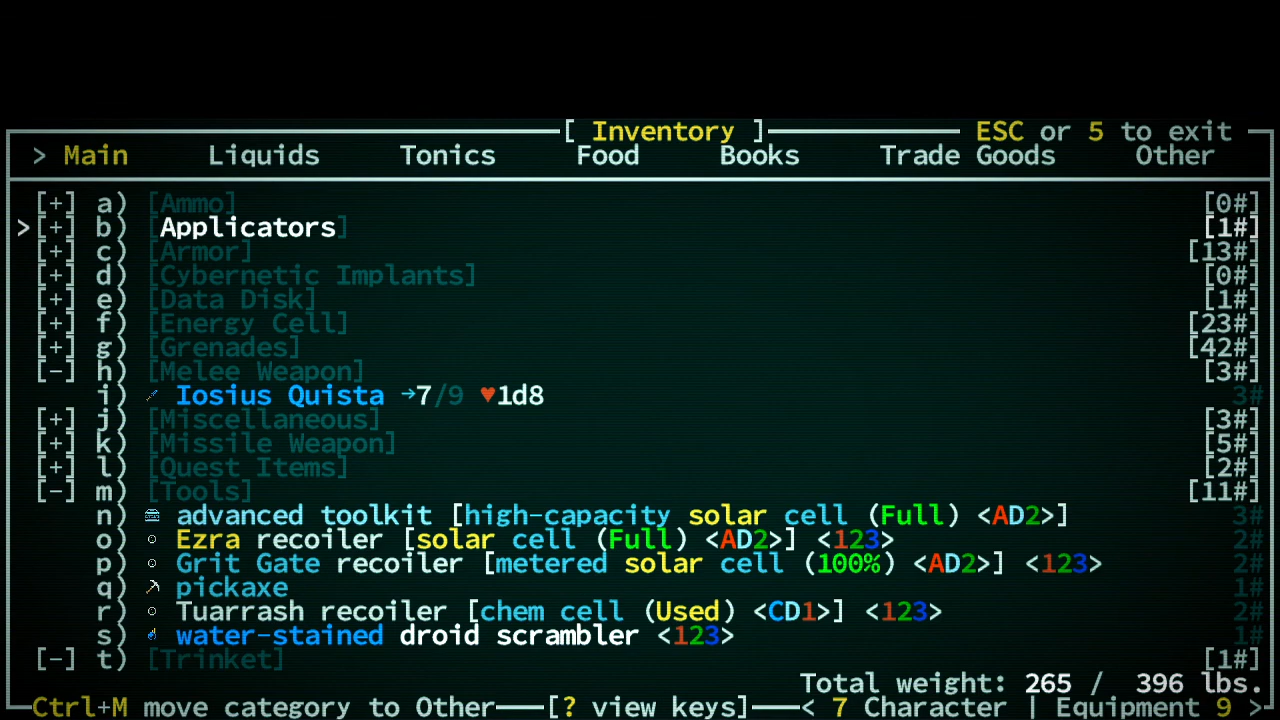 [ Inventory ] ESC or 5 to exit
> Main Liquids Tonics Food Books Trade Goods Other
[+] a) [Ammo] [0#]
>[+] b) [Applicators] [1#]
[+] c) [Armor] [13#]
[+] d) [Cybernetic Implants] [0#]
[+] e) [Data Disk] [1#]
[+] f) [Energy Cell] [23#]
[+] g) [Grenades] [42#]
[-] h) [Melee Weapon] [3#]
i) Iosius Quista →7/9 ♥1d8 3#
[+] j) [Miscellaneous] [3#]
[+] k) [Missile Weapon] [5#]
[+] l) [Quest Items] [2#]
[-] m) [Tools] [11#]
n) advanced toolkit [high-capacity solar cell (Full) <AD2>] 3#
o) Ezra recoiler [solar cell (Full) <AD2>] <123> 2#
p) Grit Gate recoiler [metered solar cell (100%) <AD2>] <123> 2#
q) pickaxe 1#
r) Tuarrash recoiler [chem cell (Used) <CD1>] <123> 2#
s) water-stained droid scrambler <123> 1#
[-] t) [Trinket] [1#]
Total weight: 265 / 396 lbs.
Ctrl+M move category to Other [? view keys] < 7 Character | Equipment 9 >